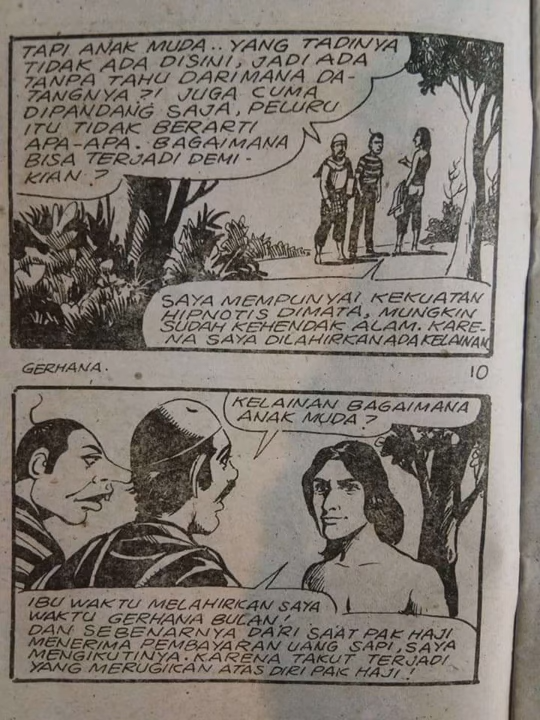 TAPI ANAK MUDA.. YANG TADINYA
TIDAK ADA DISINI, JADI ADA
TANPA TAHU DARIMANA DA-
TANGNYA ?! JUGA CUMA
DIPANDANG SAJA, PELURU
ITU TIDAK BERARTI
APA-APA. BAGAIMANA
BISA TERJADI DEMI-
KIAN ?
SAYA MEMPUNYAI KEKUATAN
HIPNOTIS DIMATA, MUNGKIN
SUDAH KEHENDAK ALAM. KARE-
NA SAYA DILAHIRKAN ADA KELAINAN
GERHANA.
10
KELAINAN BAGAIMANA
ANAK MUDA ?
IBU WAKTU MELAHIRKAN SAYA
WAKTU GERHANA BULAN!
DAN SEBENARNYA DARI SAAT PAK HAJI
MENERIMA PEMBAYARAN UANG SAPI, SAYA
MENGIKUTINYA. KARENA TAKUT TERJADI
YANG MERUGIKAN ATAS DIRI PAK HAJI !